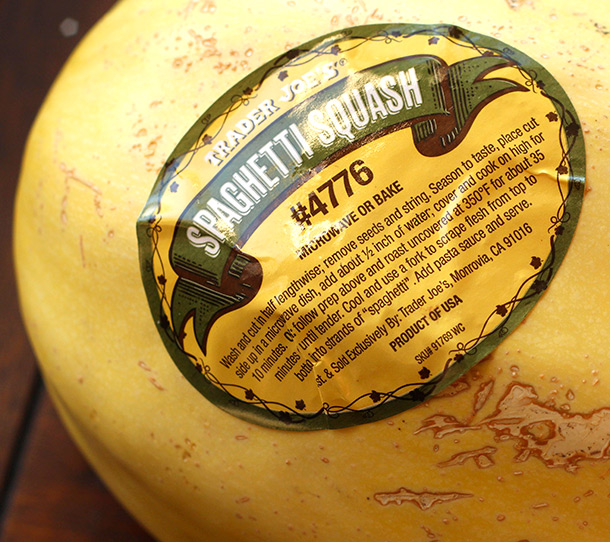 TRADER JOE'S®
SPAGHETTI SQUASH
#4776
MICROWAVE OR BAKE
Wash and cut in half lengthwise; remove seeds and string. Season to taste, place cut
side up in a microwave dish, add about ½ inch of water, cover and cook on high for
10 minutes. follow prep above and roast uncovered at 350°F for about 35
minutes until tender. Cool and use a fork to scrape flesh from top to
into strands of "spaghetti". Add pasta sauce and serve.
st. & Sold Exclusively By: Trader Joe's, Monrovia, CA 91016
PRODUCT OF USA
SKU# 91765 WC